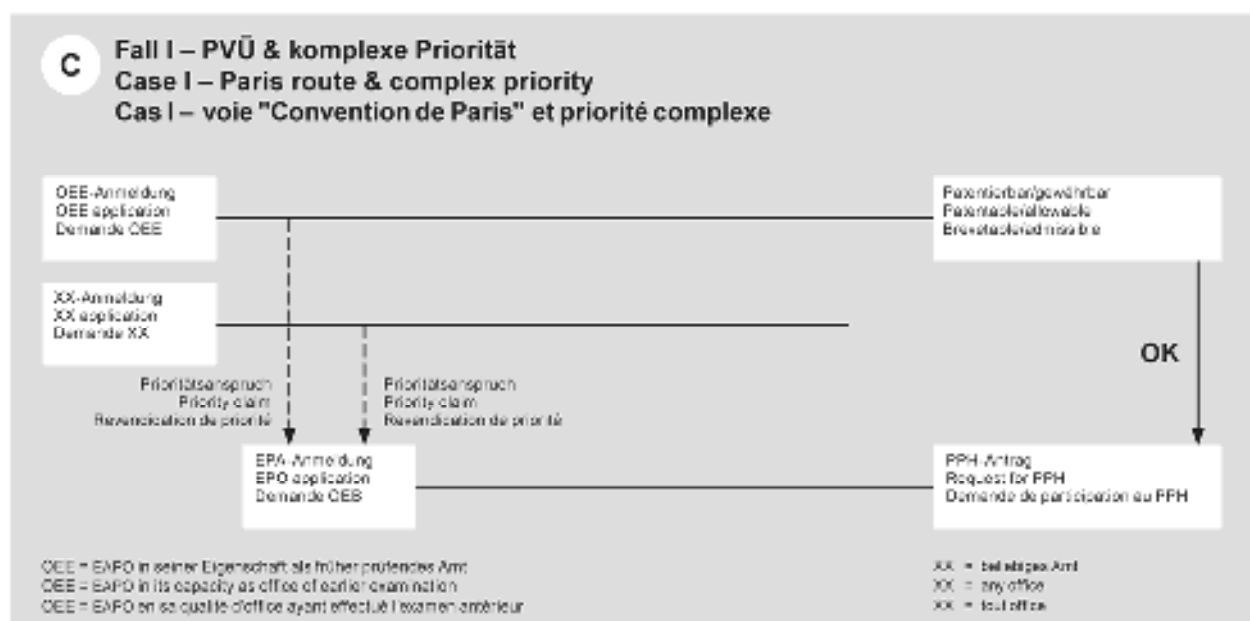 C
Fall I – PVÜ & komplexe Priorität
Case I – Paris route & complex priority
Cas I – voie "Convention de Paris" et priorité complexe
OEE-Anmeldung
OEE application
Demande OEE
Patentierbar/gewährbar
Patentable/allowable
Brevetable/admissible
XX-Anmeldung
XX application
Demande XX
OK
Prioritätsanspruch
Priority claim
Revendication de priorité
Prioritätsanspruch
Priority claim
Revendication de priorité
EPA-Anmeldung
EPO application
Demande OEB
PPH-Antrag
Request for PPH
Demande de participation au PPH
OEE = EAPO in seiner Eigenschaft als früher prüfendes Amt
OEE = EAPO in its capacity as office of earlier examination
OEE = EAPO en sa qualité d'office ayant effectué l'examen antérieur
XX = beliebiges Amt
XX = any office
XX = tout office